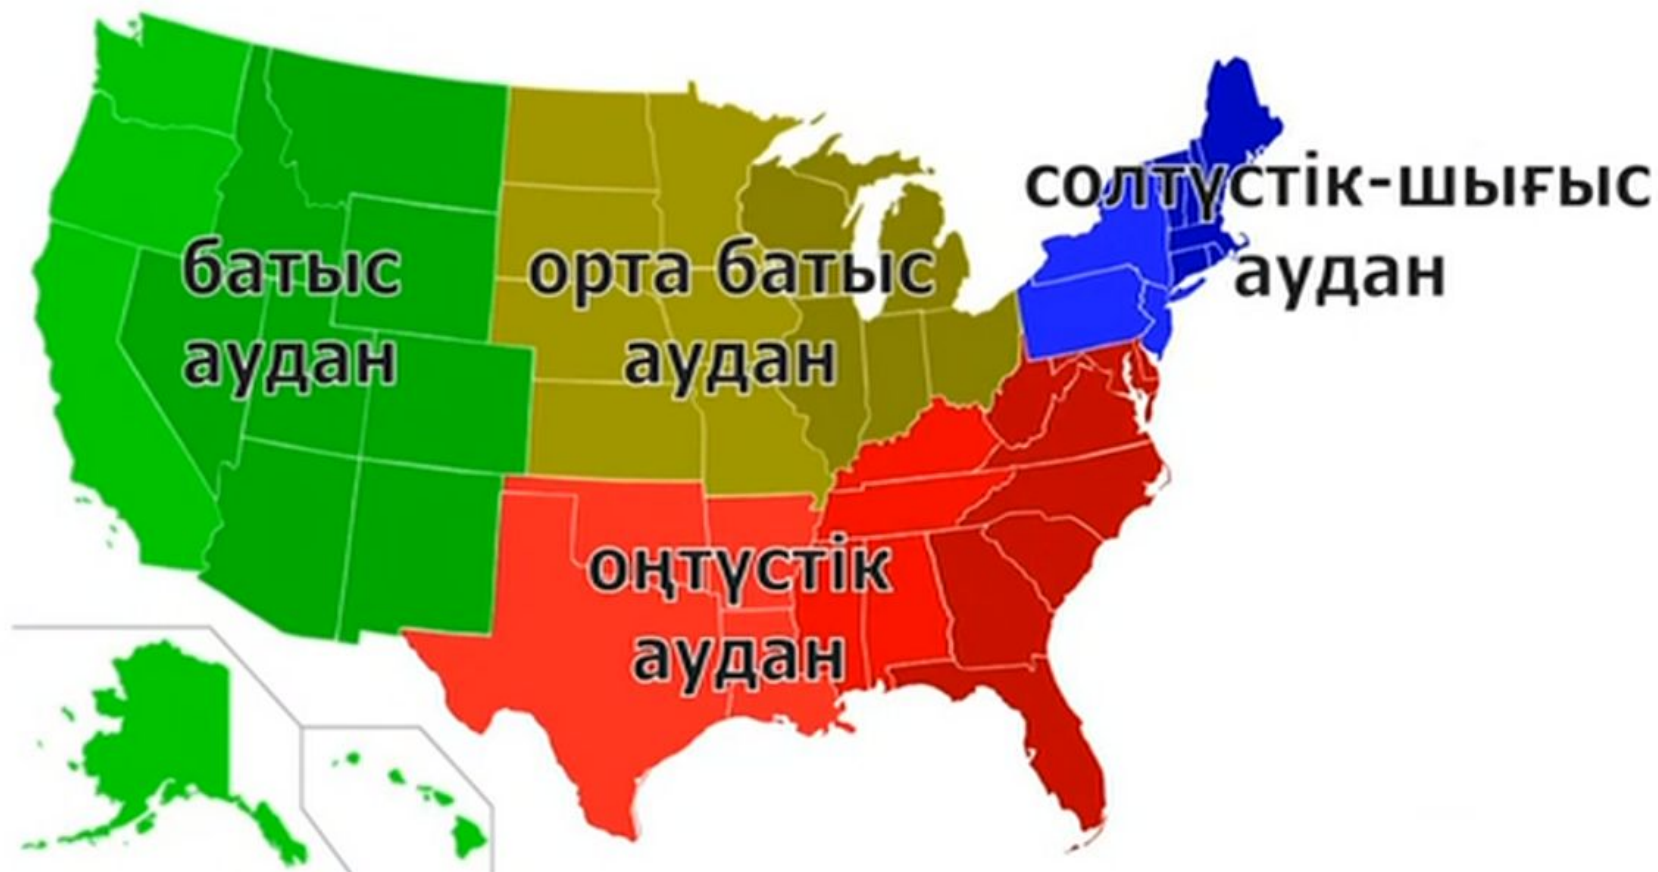 солтүстік-шығыс
аудан
батыс
аудан
орта батыс
аудан
оңтүстік
аудан